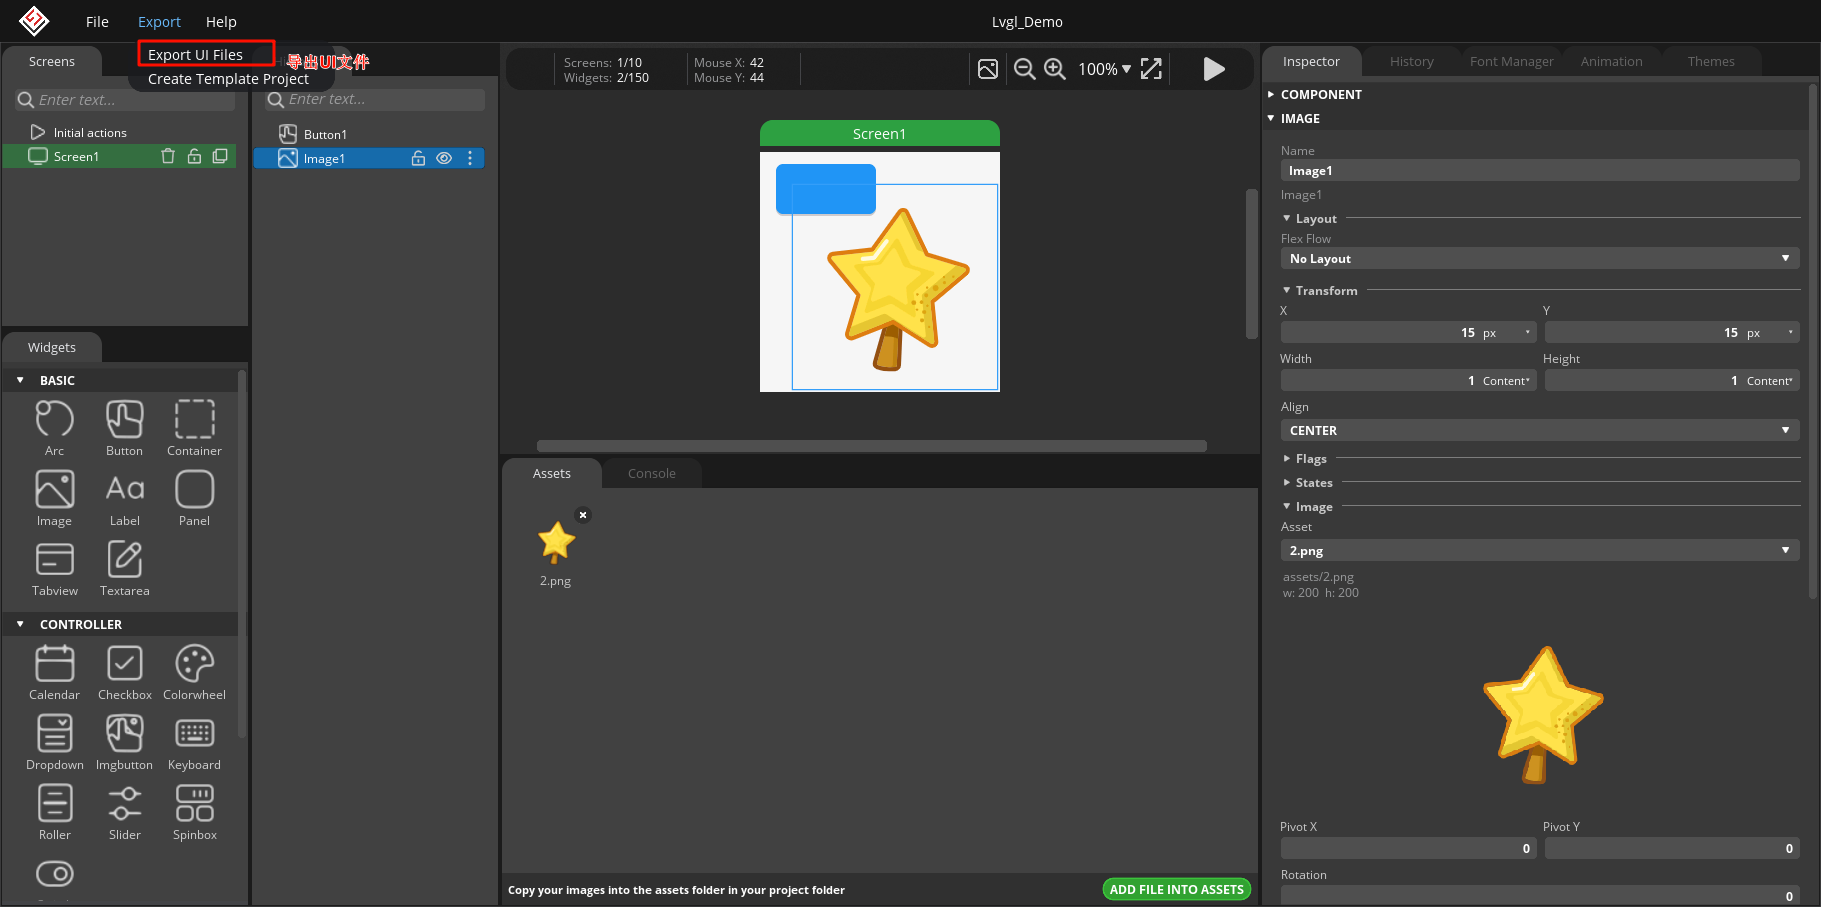 File Export Help
Lvgl_Demo
Export UI Files
导出UI文件
Create Template Project
Screens
Enter text...
Initial actions
Screen1
Enter text...
Button1
Image1
Widgets
BASIC
Arc Button Container
Image Label Panel
Tabview Textarea
CONTROLLER
Calendar Checkbox Colorwheel
Dropdown Imgbutton Keyboard
Roller Slider Spinbox
Screens: 1/10
Widgets: 2/150
Mouse X: 42
Mouse Y: 44
100%
Screen1
Assets Console
2.png
Copy your images into the assets folder in your project folder
ADD FILE INTO ASSETS
Inspector History Font Manager Animation Themes
COMPONENT
IMAGE
Name
Image1
Image1
Layout
Flex Flow
No Layout
Transform
X Y
15 px 15 px
Width Height
1 Content 1 Content
Align
CENTER
Flags
States
Image
Asset
2.png
assets/2.png
w: 200 h: 200
Pivot X Pivot Y
0 0
Rotation
0